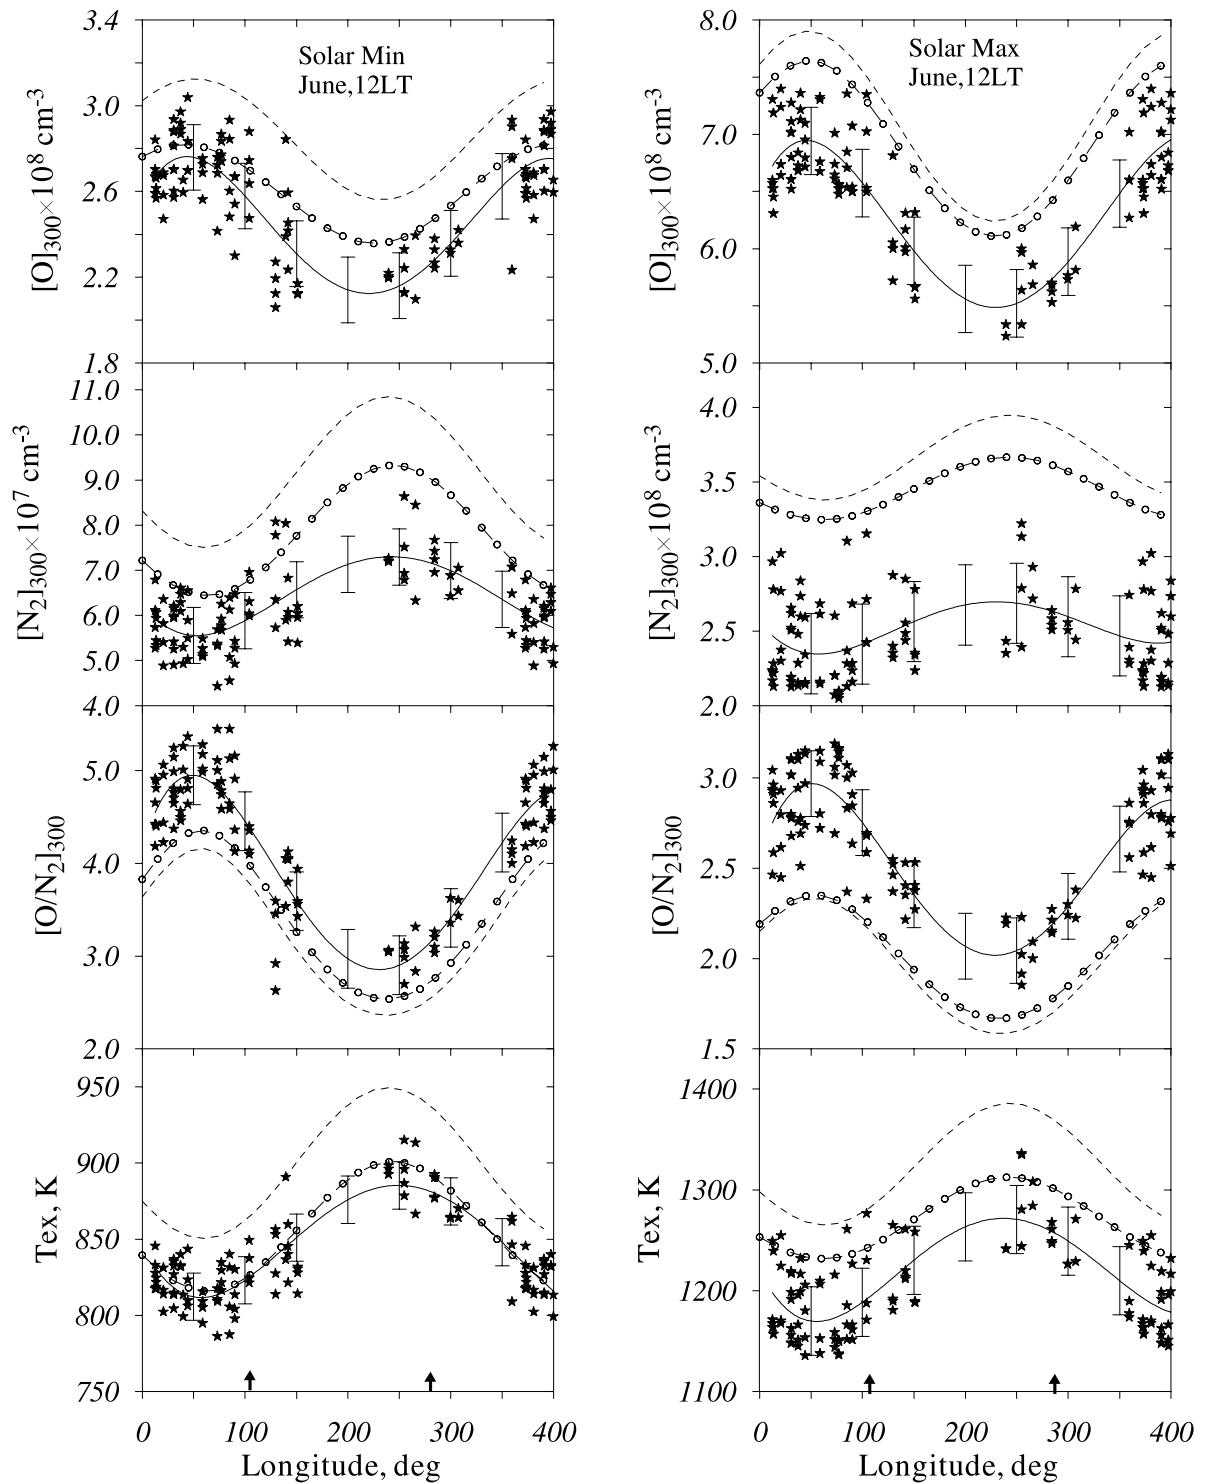 Solar Min
June,12LT
[O]300×10^8 cm^-3
3.4
3.0
2.6
2.2
1.8
Solar Max
June,12LT
[O]300×10^8 cm^-3
8.0
7.0
6.0
5.0
[N2]300×10^7 cm^-3
11.0
10.0
9.0
8.0
7.0
6.0
5.0
4.0
[N2]300×10^8 cm^-3
4.0
3.5
3.0
2.5
2.0
[O/N2]300
5.0
4.0
3.0
2.0
[O/N2]300
3.0
2.5
2.0
1.5
Tex, K
950
900
850
800
750
Tex, K
1400
1300
1200
1100
0 100 200 300 400
Longitude, deg
0 100 200 300 400
Longitude, deg